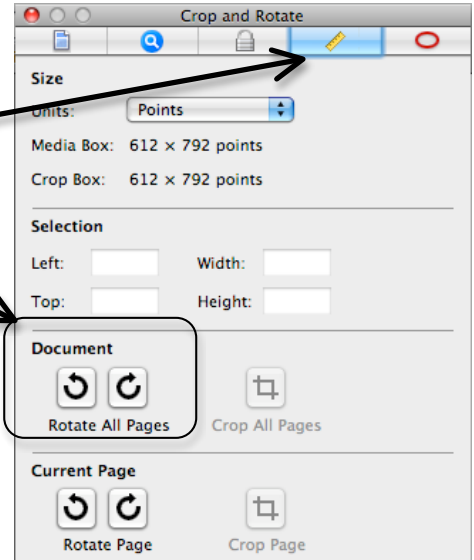 Crop and Rotate
Size
Units: Points
Media Box: 612 × 792 points
Crop Box: 612 × 792 points
Selection
Left: Width:
Top: Height:
Document
Rotate All Pages Crop All Pages
Current Page
Rotate Page Crop Page